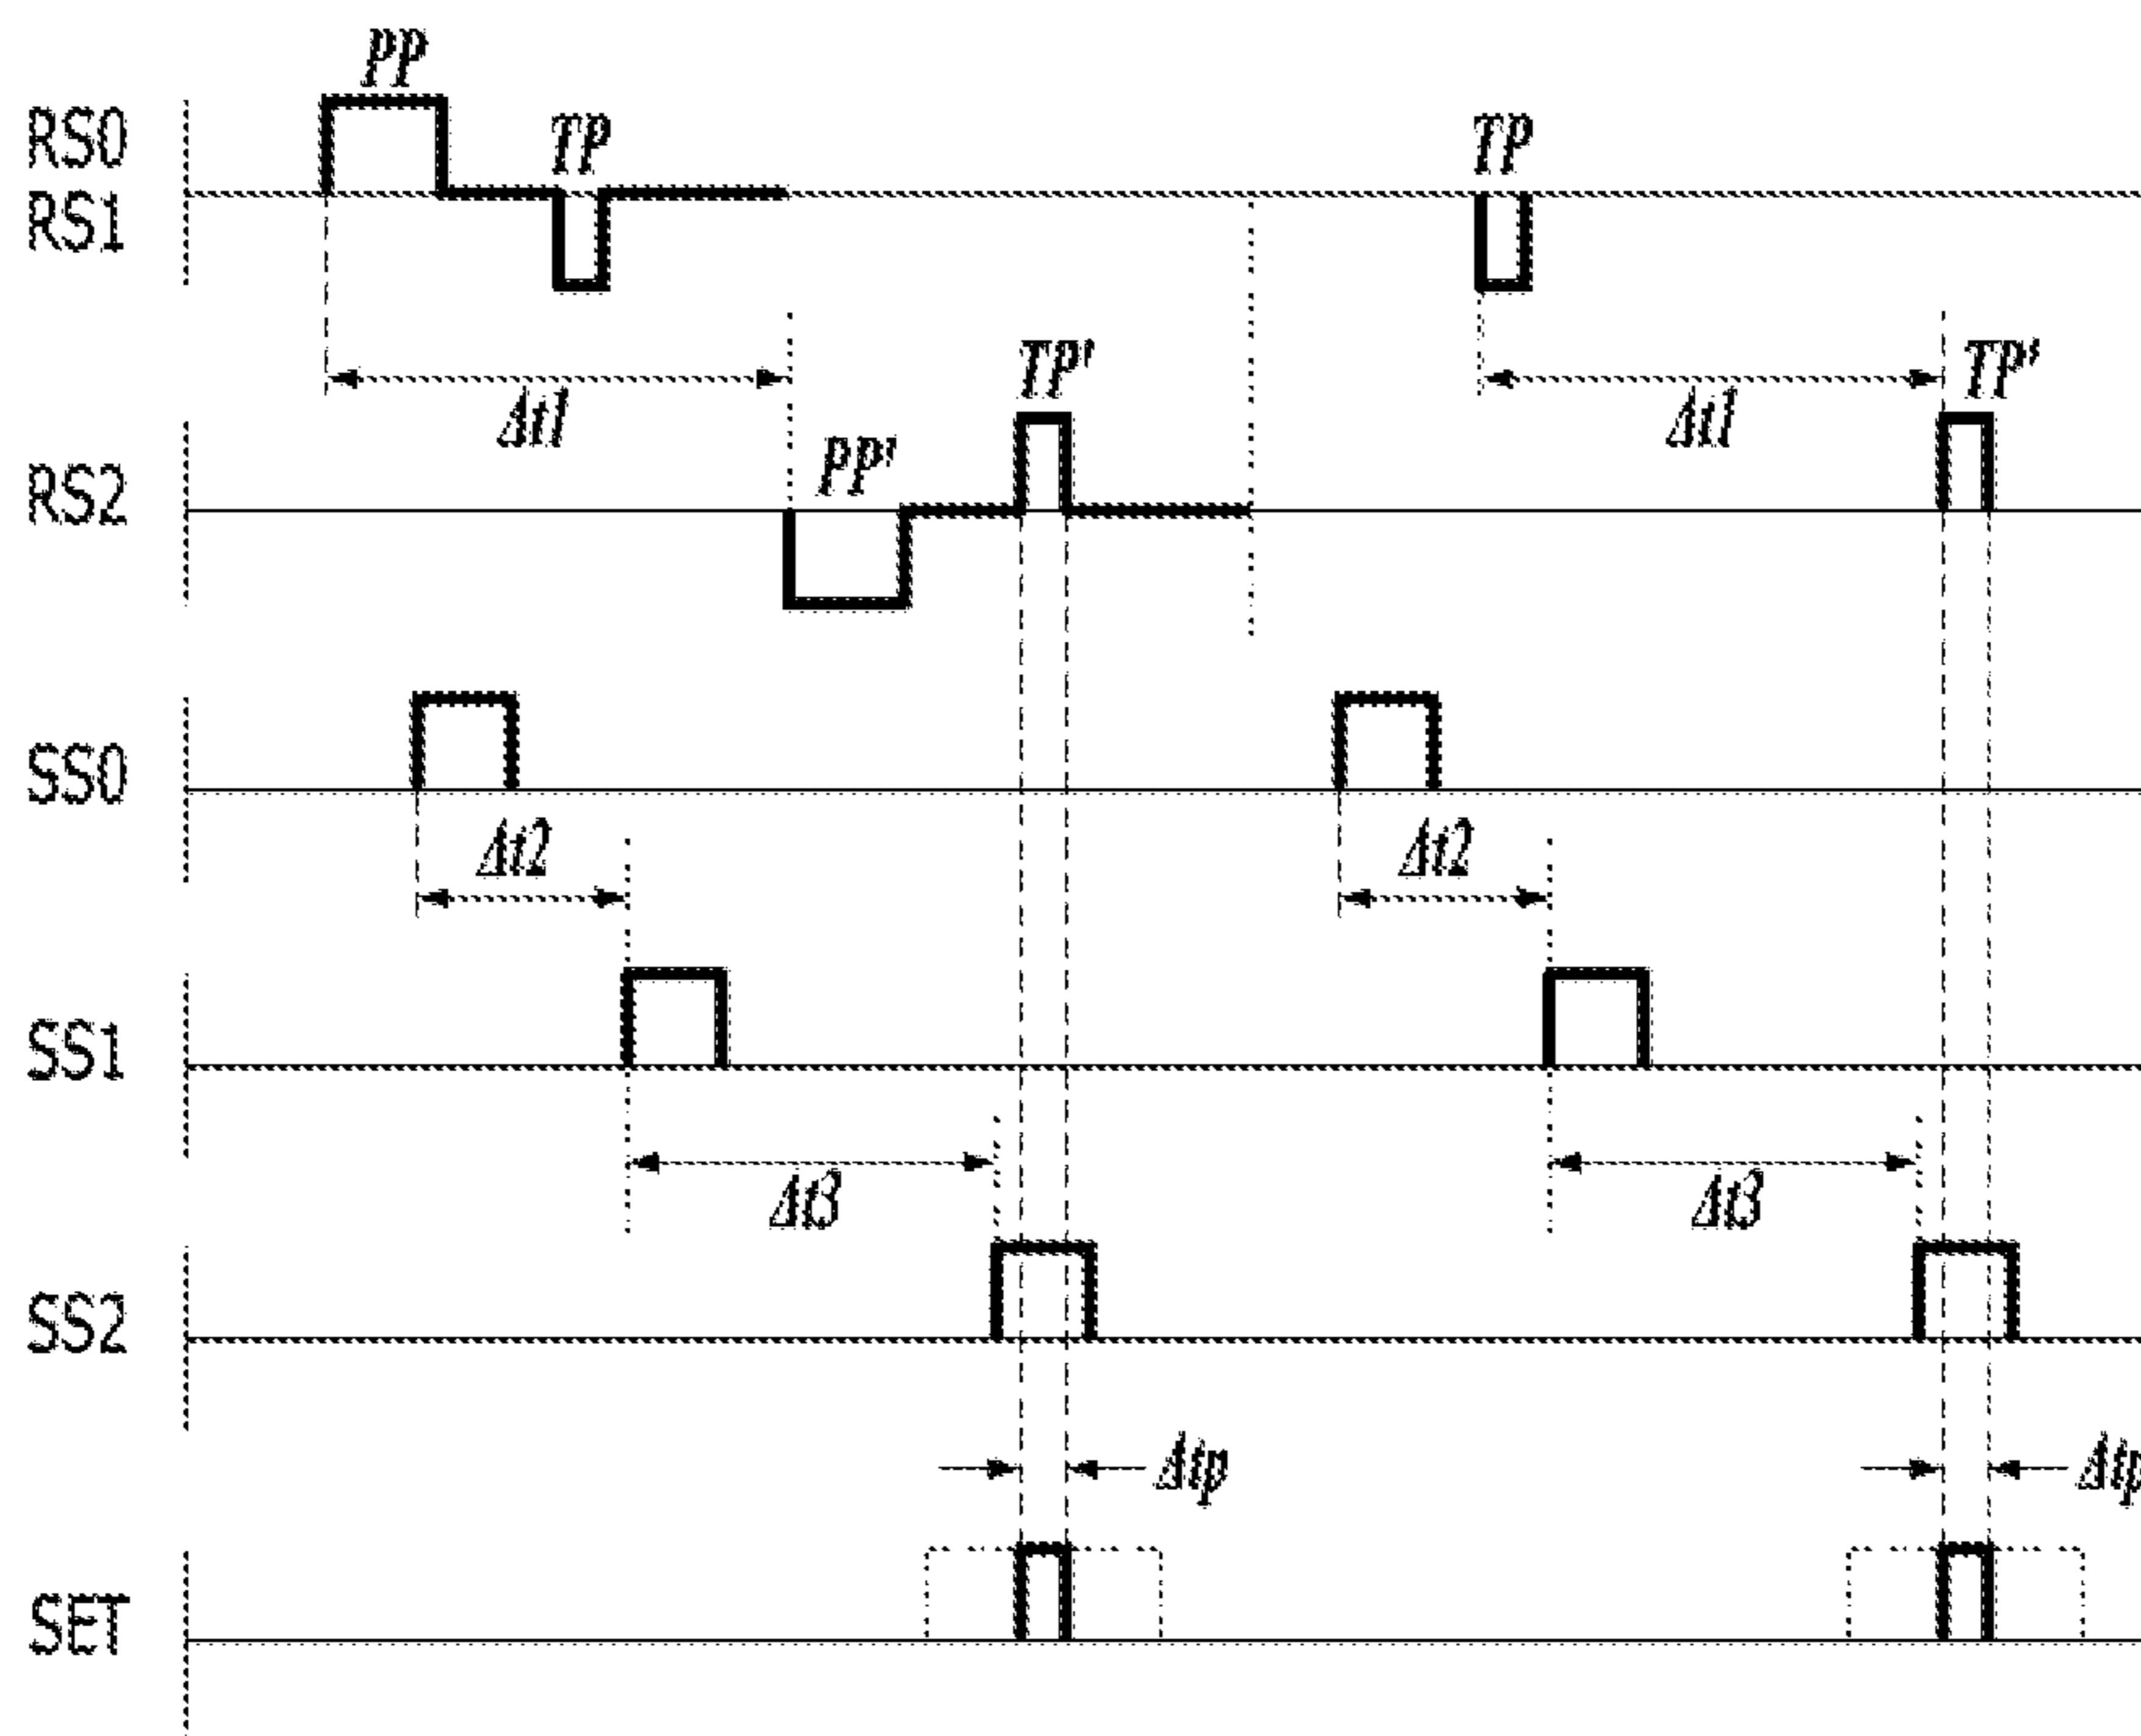 PP
RS0
TP
TP
RS1
TP'
TP'
Δt1
Δt1
PP'
RS2
SS0
Δt2
Δt2
SS1
Δt3
Δt3
SS2
Δtp
Δtp
SET